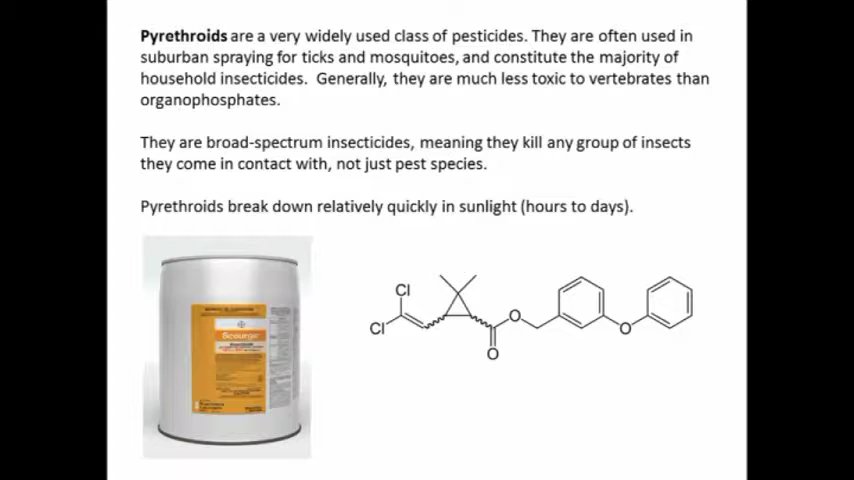 Pyrethroids are a very widely used class of pesticides. They are often used in
suburban spraying for ticks and mosquitoes, and constitute the majority of
household insecticides. Generally, they are much less toxic to vertebrates than
organophosphates.
They are broad-spectrum insecticides, meaning they kill any group of insects
they come in contact with, not just pest species.
Pyrethroids break down relatively quickly in sunlight (hours to days).
Scourge
Cl
Cl
O
O
O